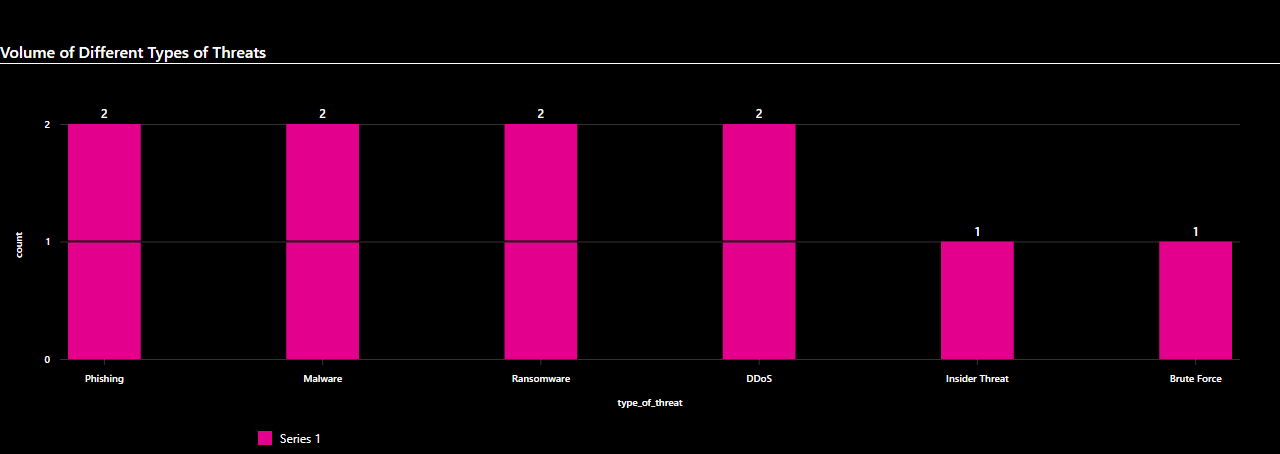 Volume of Different Types of Threats
2 2 2 2
2
1 1
count
1
0
Phishing Malware Ransomware DDoS Insider Threat Brute Force
type_of_threat
Series 1